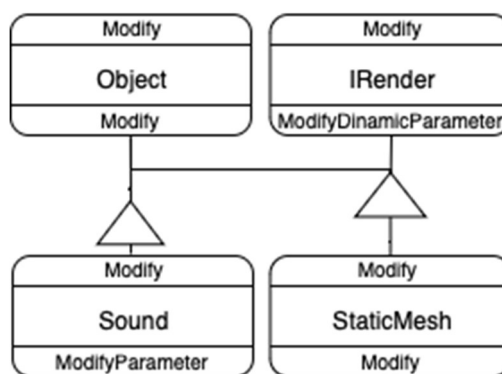 Modify
Object
Modify
Modify
IRender
ModifyDinamicParameter
Modify
Sound
ModifyParameter
Modify
StaticMesh
Modify